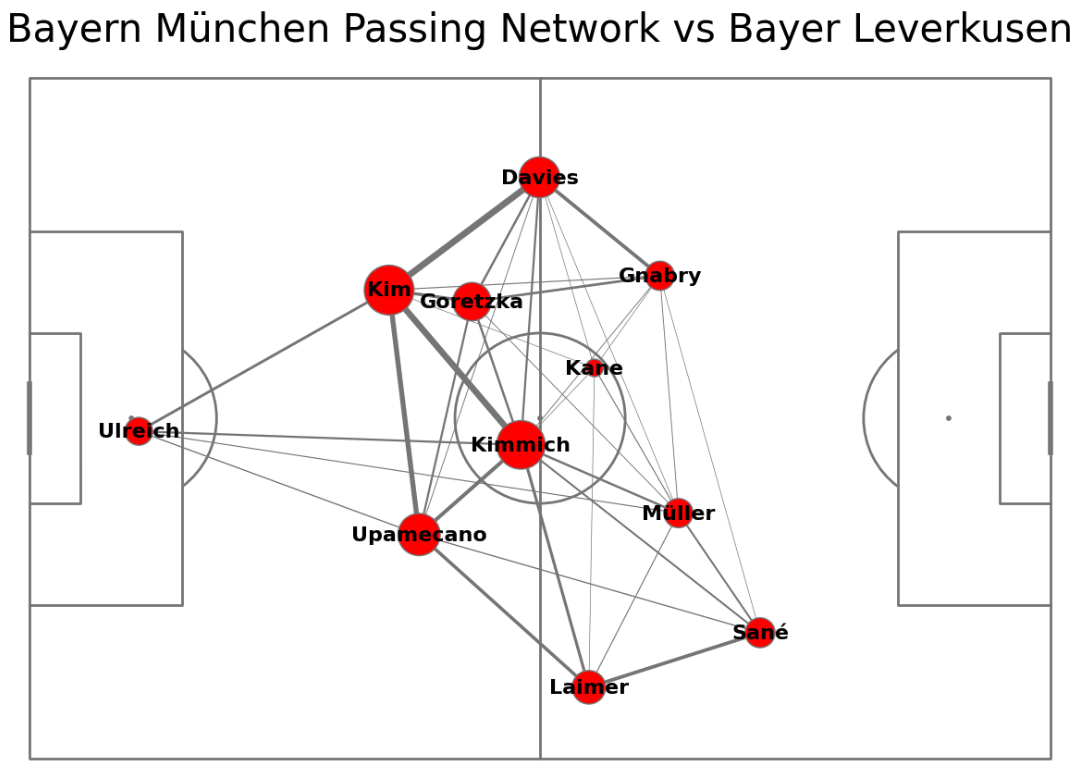 Bayern München Passing Network vs Bayer Leverkusen
Davies
Gnabry
Kim
Goretzka
Kane
Ulreich
Kimmich
Müller
Upamecano
Sané
Laimer